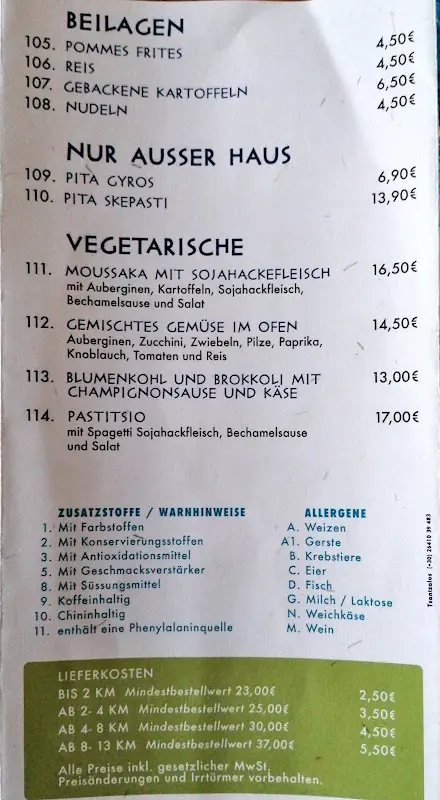 BEILAGEN
105. POMMES FRITES 4,50€
106. REIS 4,50€
107. GEBACKENE KARTOFFELN 6,50€
108. NUDELN 4,50€
NUR AUSSER HAUS
109. PITA GYROS 6,90€
110. PITA SKEPASTI 13,90€
VEGETARISCHE
111. MOUSSAKA MIT SOJAHACKEFLEISCH 16,50€
mit Auberginen, Kartoffeln, Sojahackfleisch,
Bechamelsauce und Salat
112. GEMISCHTES GEMÜSE IM OFEN 14,50€
Auberginen, Zucchini, Zwiebeln, Pilze, Paprika,
Knoblauch, Tomaten und Reis
113. BLUMENKOHL UND BROKKOLI MIT 13,00€
CHAMPIGNONSAUSE UND KÄSE
114. PASTITSIO 17,00€
mit Spagetti Sojahackfleisch, Bechamelsause
und Salat
ZUSATZSTOFFE / WARNHINWEISE
1. Mit Farbstoffen
2. Mit Konservierungsstoffen
3. Mit Antioxidationsmittel
5. Mit Geschmacksverstärker
8. Mit Süssungsmittel
9. Koffeinhaltig
10. Chininhaltig
11. enthält eine Phenylalaninquelle
ALLERGENE
A. Weizen
A1. Gerste
B. Krebstiere
C. Eier
D. Fisch
G. Milch / Laktose
N. Weichkäse
M. Wein
Tsantzalos (+30) 26410 39 483
LIEFERKOSTEN
BIS 2 KM Mindestbestellwert 23,00€ 2,50€
AB 2- 4 KM Mindestbestellwert 25,00€ 3,50€
AB 4- 8 KM Mindestbestellwert 30,00€ 4,50€
AB 8- 13 KM Mindestbestellwert 37,00€ 5,50€
Alle Preise inkl. gesetzlicher MwSt.
Preisänderungen und Irrtürmer vorbehalten.